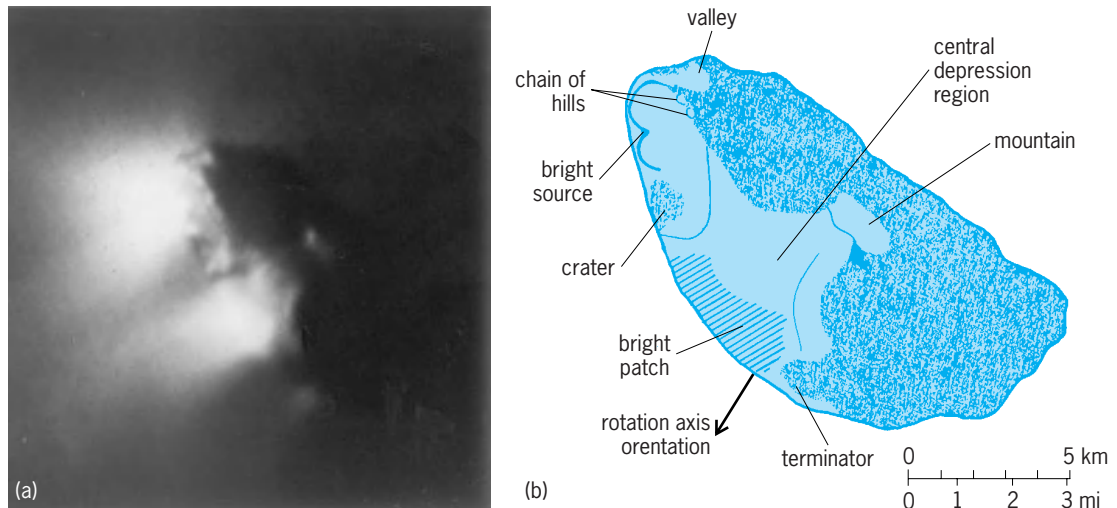 (a)
valley
chain of
hills
central
depression
region
mountain
bright
source
crater
bright
patch
rotation axis
orentation
terminator
0 5 km
0 1 2 3 mi
(b)